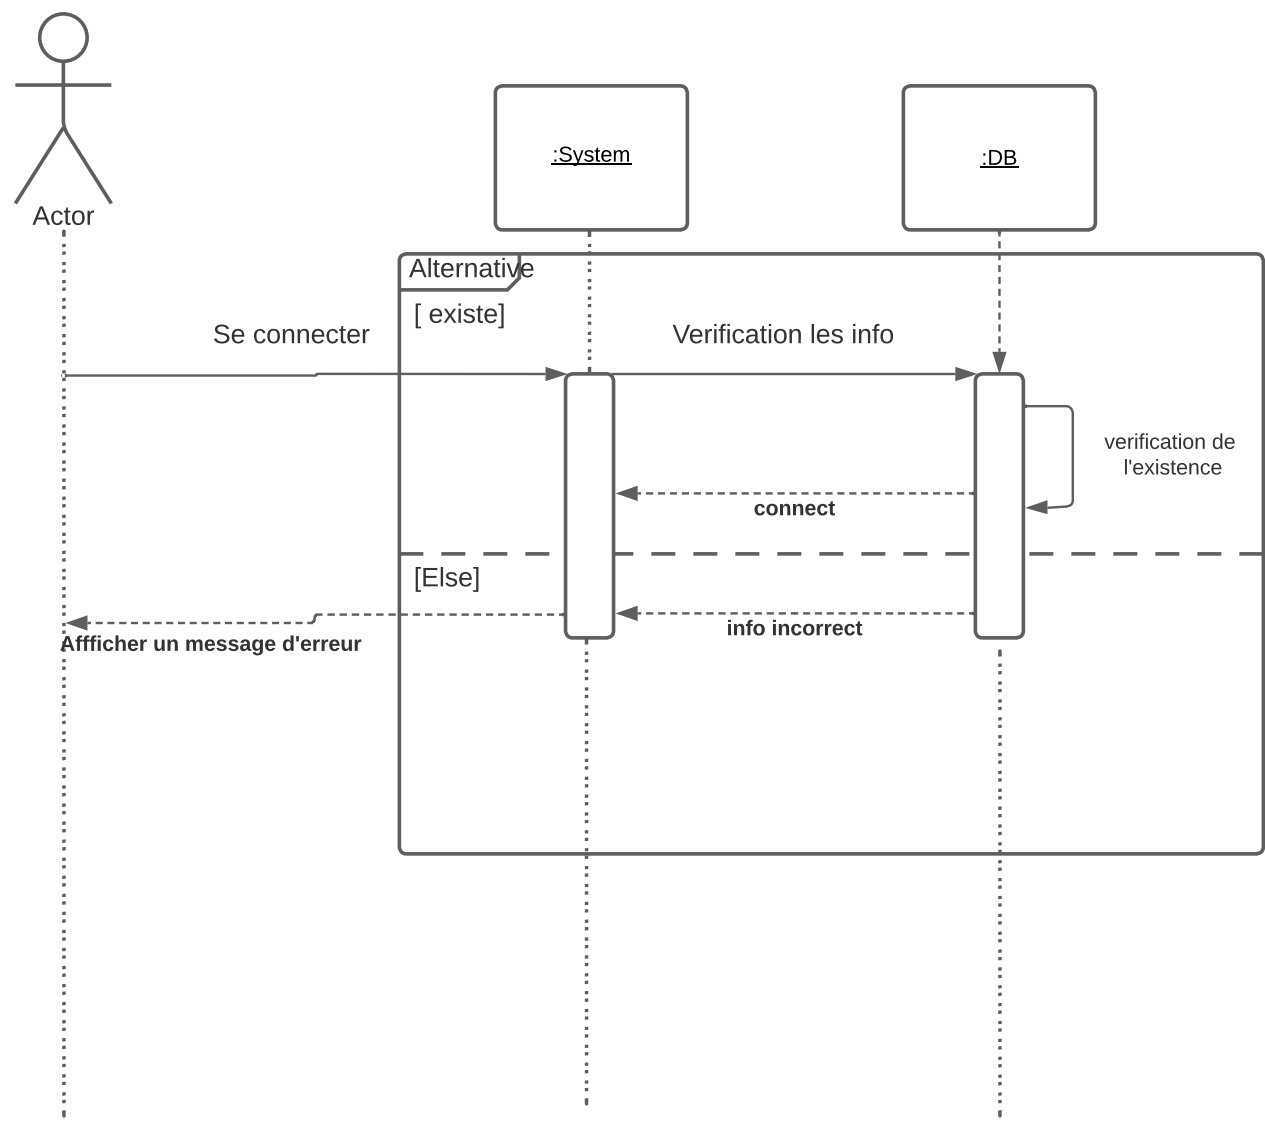 Actor
:System
:DB
Alternative
[ existe]
Se connecter
Verification les info
verification de
l'existence
connect
[Else]
info incorrect
Affficher un message d'erreur